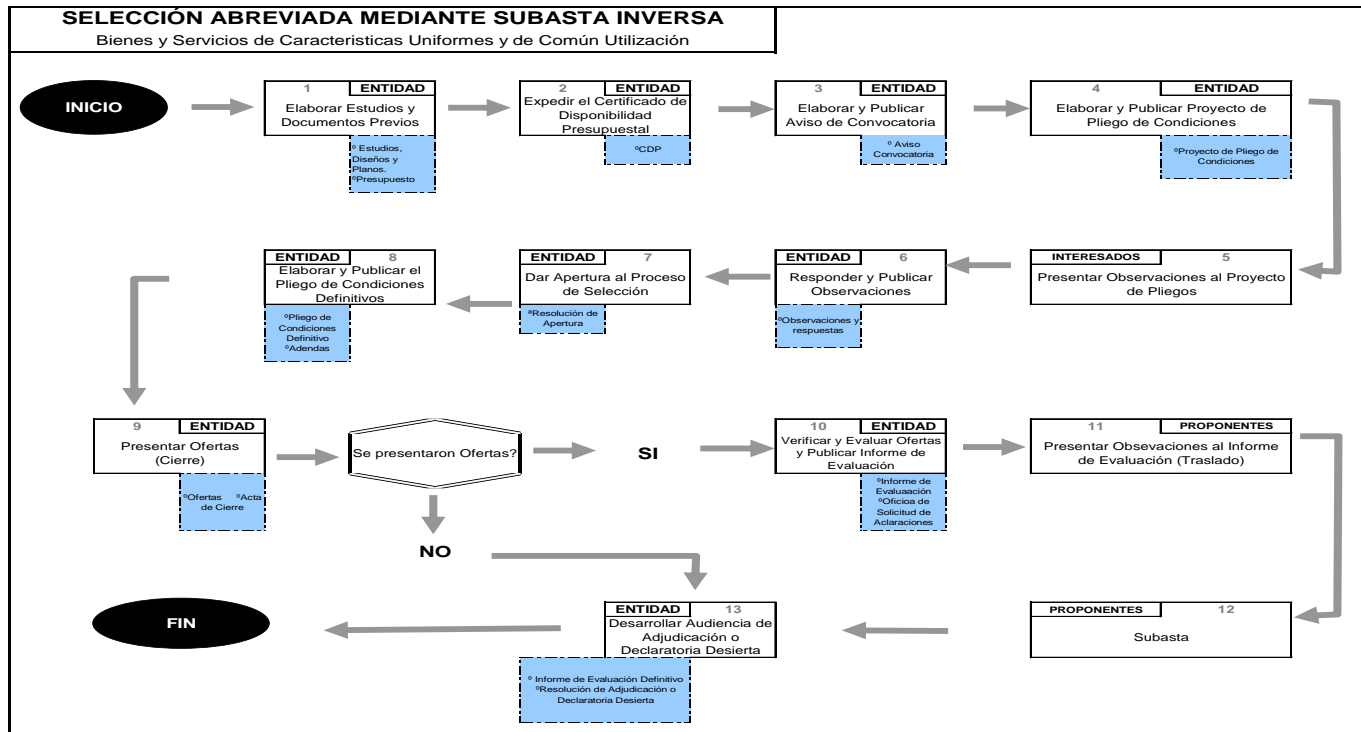 SELECCIÓN ABREVIADA MEDIANTE SUBASTA INVERSA
Bienes y Servicios de Caracteristicas Uniformes y de Común Utilización
INICIO
1 ENTIDAD
Elaborar Estudios y
Documentos Previos
º Estudios,
Diseños y
Planos.
ºPresupuesto
2 ENTIDAD
Expedir el Certificado de
Disponibilidad
Presupuestal
ºCDP
3 ENTIDAD
Elaborar y Publicar
Aviso de Convocatoria
º Aviso
Convocatoria
4 ENTIDAD
Elaborar y Publicar Proyecto de
Pliego de Condiciones
ºProyecto de Pliego de
Condiciones
INTERESADOS 5
Presentar Observaciones al Proyecto
de Pliegos
ENTIDAD 6
Responder y Publicar
Observaciones
ºObservaciones y
respuestas
ENTIDAD 7
Dar Apertura al Proceso
de Selección
ªResolución de
Apertura
ENTIDAD 8
Elaborar y Publicar el
Pliego de Condiciones
Definitivos
ºPliego de
Condiciones
Definitivo
ºAdendas
9 ENTIDAD
Presentar Ofertas
(Cierre)
ºOfertas ºActa
de Cierre
Se presentaron Ofertas?
SI
10 ENTIDAD
Verificar y Evaluar Ofertas
y Publicar Informe de
Evaluación
ºInforme de
Evaluaación
ºOficioa de
Solicitud de
Aclaraciones
11 PROPONENTES
Presentar Obsevaciones al Informe
de Evaluación (Traslado)
NO
PROPONENTES 12
Subasta
ENTIDAD 13
Desarrollar Audiencia de
Adjudicación o
Declaratoria Desierta
º Informe de Evaluación Definitivo
ºResolución de Adjudicación o
Declaratoria Desierta
FIN